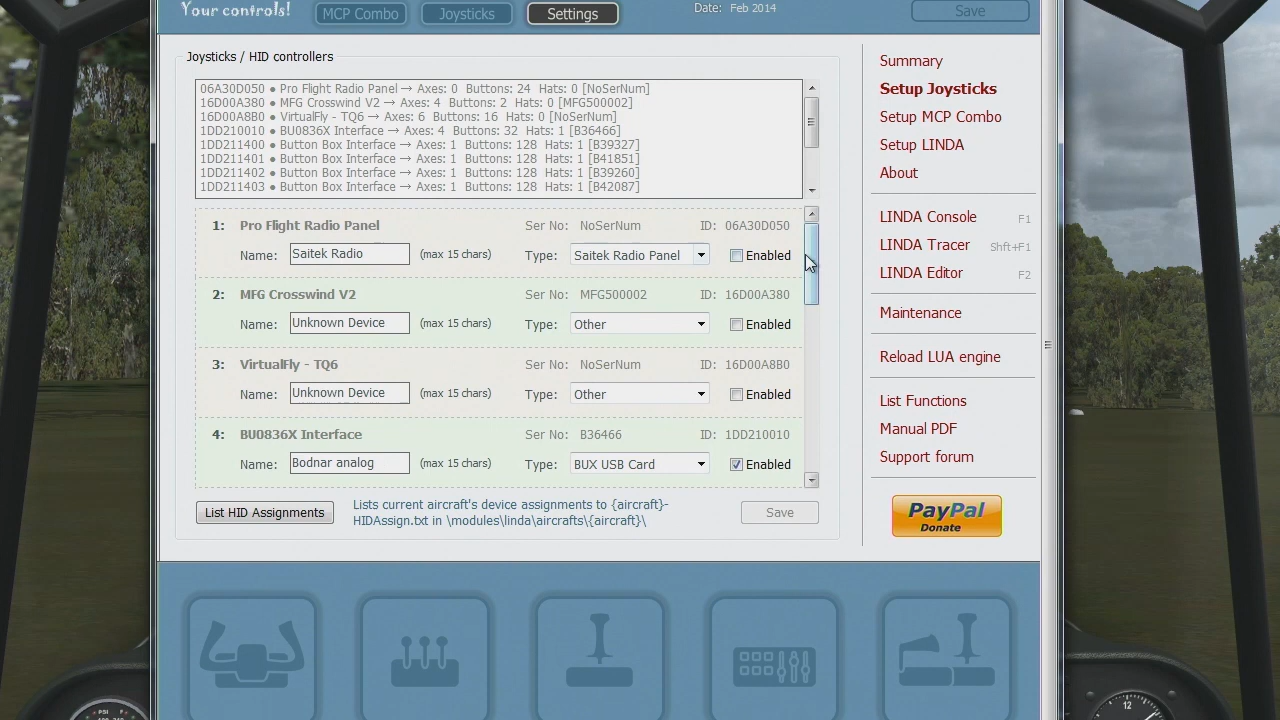 Your controls!
MCP Combo
Joysticks
Settings
Date: Feb 2014
Save
Joysticks / HID controllers
06A30D050 ● Pro Flight Radio Panel → Axes: 0 Buttons: 24 Hats: 0 [NoSerNum]
16D00A380 ● MFG Crosswind V2 → Axes: 4 Buttons: 2 Hats: 0 [MFG500002]
16D00A8B0 ● VirtualFly - TQ6 → Axes: 6 Buttons: 16 Hats: 0 [NoSerNum]
1DD210010 ● BU0836X Interface → Axes: 4 Buttons: 32 Hats: 1 [B36466]
1DD211400 ● Button Box Interface → Axes: 1 Buttons: 128 Hats: 1 [B39327]
1DD211401 ● Button Box Interface → Axes: 1 Buttons: 128 Hats: 1 [B41851]
1DD211402 ● Button Box Interface → Axes: 1 Buttons: 128 Hats: 1 [B39260]
1DD211403 ● Button Box Interface → Axes: 1 Buttons: 128 Hats: 1 [B42087]
1: Pro Flight Radio Panel Ser No: NoSerNum ID: 06A30D050
Name: Saitek Radio (max 15 chars) Type: Saitek Radio Panel Enabled
2: MFG Crosswind V2 Ser No: MFG500002 ID: 16D00A380
Name: Unknown Device (max 15 chars) Type: Other Enabled
3: VirtualFly - TQ6 Ser No: NoSerNum ID: 16D00A8B0
Name: Unknown Device (max 15 chars) Type: Other Enabled
4: BU0836X Interface Ser No: B36466 ID: 1DD210010
Name: Bodnar analog (max 15 chars) Type: BUX USB Card Enabled
List HID Assignments
Lists current aircraft's device assignments to {aircraft}-
HIDAssign.txt in \modules\linda\aircrafts\{aircraft}\
Save
Summary
Setup Joysticks
Setup MCP Combo
Setup LINDA
About
LINDA Console F1
LINDA Tracer Shft+F1
LINDA Editor F2
Maintenance
Reload LUA engine
List Functions
Manual PDF
Support forum
PayPal
Donate
PSI F
12